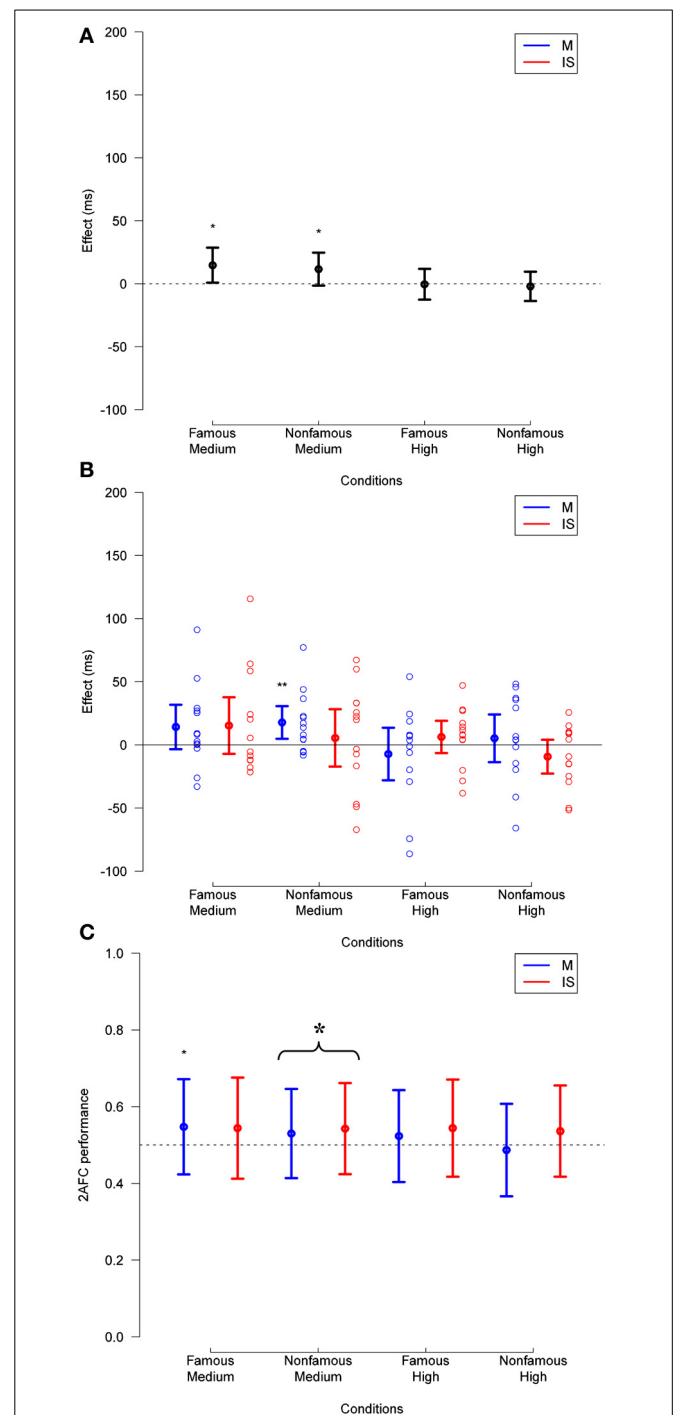 A
200
M
IS
150
100
Effect (ms)
50
*
*
0
-50
-100
Famous
Medium
Nonfamous
Medium
Famous
High
Nonfamous
High
Conditions
B
200
M
IS
150
100
Effect (ms)
50
**
0
-50
-100
Famous
Medium
Nonfamous
Medium
Famous
High
Nonfamous
High
Conditions
C
1.0
M
IS
0.8
*
*
0.6
2AFC performance
0.4
0.2
0.0
Famous
Medium
Nonfamous
Medium
Famous
High
Nonfamous
High
Conditions